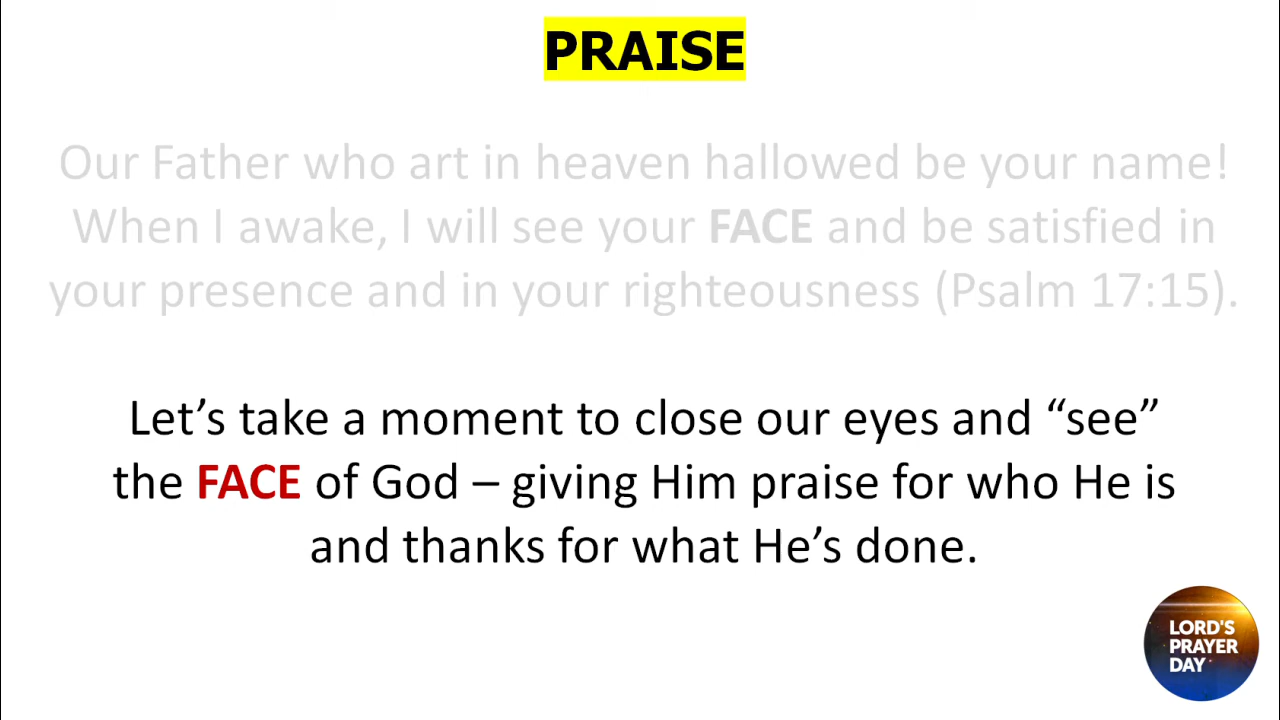 PRAISE
Our Father who art in heaven hallowed be your name!
When I awake, I will see your FACE and be satisfied in
your presence and in your righteousness (Psalm 17:15).
Let’s take a moment to close our eyes and “see”
the FACE of God – giving Him praise for who He is
and thanks for what He’s done.
LORD'S
PRAYER
DAY